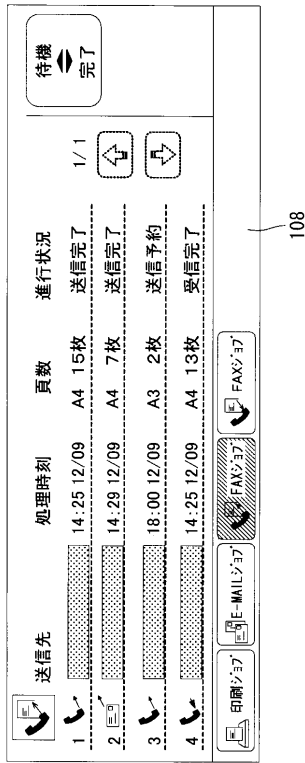 送信先 処理時刻 頁数 進行状況
1 14:25 12/09 A4 15枚 送信完了
2 14:29 12/09 A4 7枚 送信完了
3 18:00 12/09 A3 2枚 送信予約
4 14:25 12/09 A4 13枚 受信完了
1/1
待機
完了
印刷ジョブ
E-MAILジョブ
FAXジョブ
FAXジョブ
108